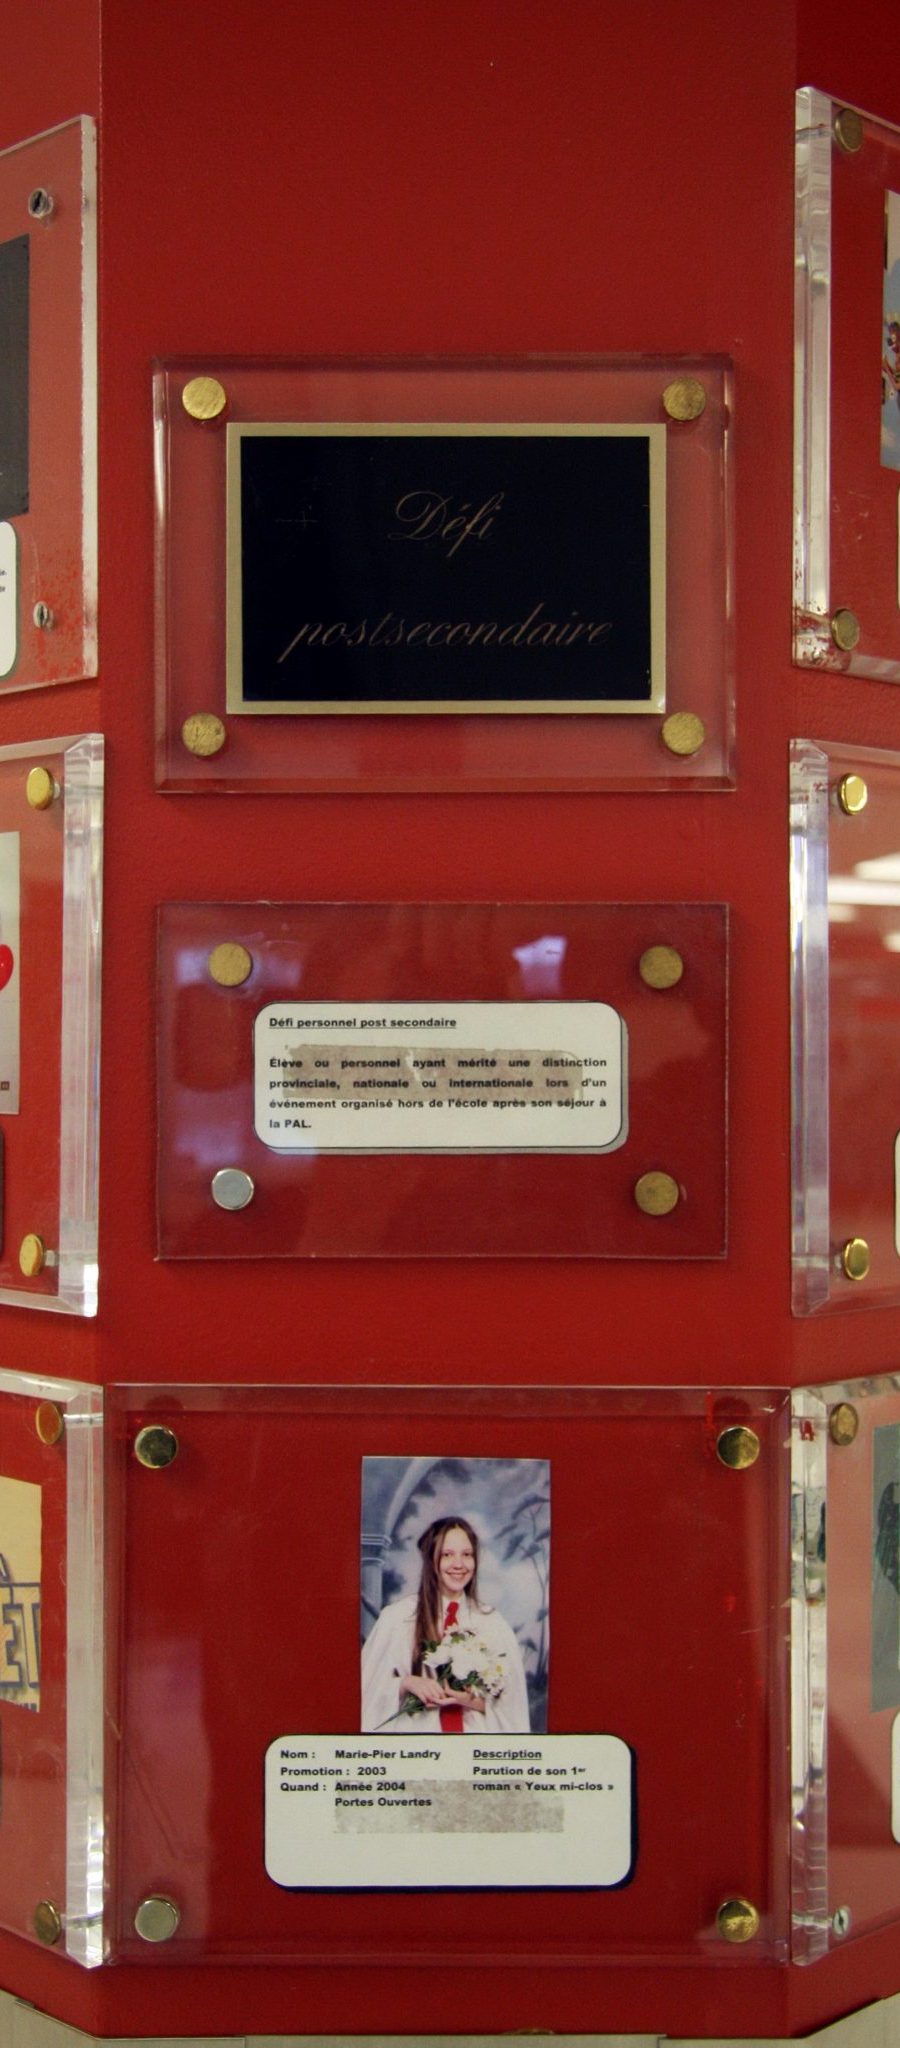 Défi
postsecondaire
Défi personnel post secondaire
Élève ou personnel ayant mérité une distinction
provinciale, nationale ou internationale lors d'un
événement organisé hors de l'école après son séjour à
la PAL.
Nom : Marie-Pier Landry
Promotion : 2003
Quand : Année 2004
Portes Ouvertes
Description
Parution de son 1er
roman « Yeux mi-clos »